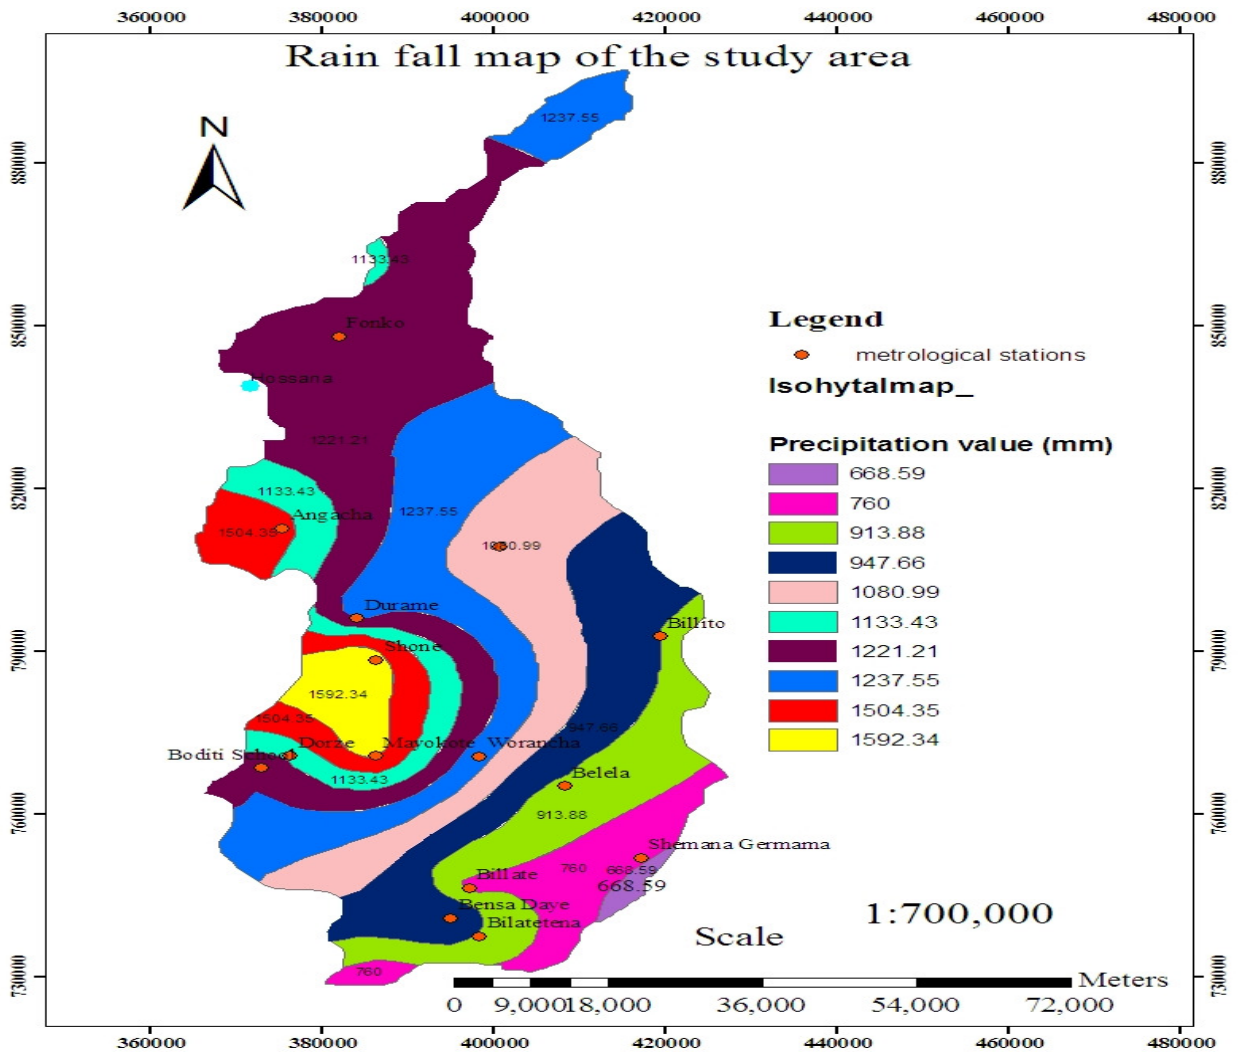 360000 380000 400000 420000 440000 460000 480000
Rain fall map of the study area
N
1237.55
880000 880000
1133.43
850000 850000
Fonko
Hossana
Legend
metrological stations
Isohytalmap_
Precipitation value (mm)
668.59
760
913.88
947.66
1080.99
1133.43
1221.21
1237.55
1504.35
1592.34
1221.21
820000 820000
1133.43
Angacha
1504.35
1237.55
1080.99
Durame
Billito
790000 790000
Shone
1592.34
1504.35
947.66
Boditi School
Dorze
Mayokote
Worancha
1133.43
Belela
760000 760000
913.88
Shemana Germama
760
668.59
668.59
Billate
Bensa Daye
Bilatetena
1:700,000
Scale
760
730000 730000
Meters
0 9,000 18,000 36,000 54,000 72,000
360000 380000 400000 420000 440000 460000 480000